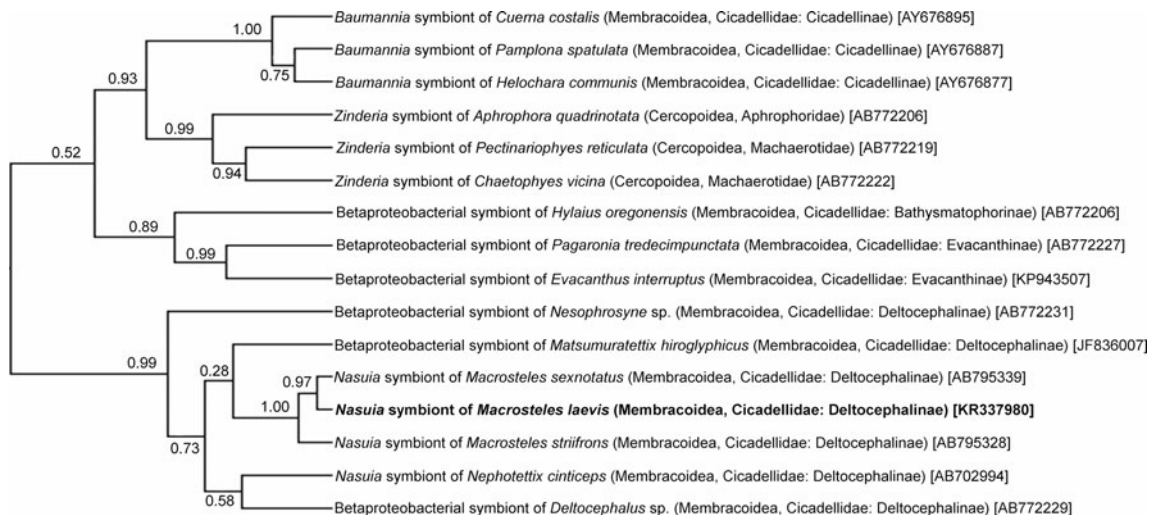 1.00
Baumannia symbiont of Cuerna costalis (Membracoidea, Cicadellidae: Cicadellinae) [AY676895]
Baumannia symbiont of Pamplona spatulata (Membracoidea, Cicadellidae: Cicadellinae) [AY676887]
0.93
0.75
Baumannia symbiont of Helochara communis (Membracoidea, Cicadellidae: Cicadellinae) [AY676877]
Zinderia symbiont of Aphrophora quadrinotata (Cercopoidea, Aphrophoridae) [AB772206]
0.99
Zinderia symbiont of Pectinariophyes reticulata (Cercopoidea, Machaerotidae) [AB772219]
0.52
0.94
Zinderia symbiont of Chaetophyes vicina (Cercopoidea, Machaerotidae) [AB772222]
Betaproteobacterial symbiont of Hylaius oregonensis (Membracoidea, Cicadellidae: Bathysmatophorinae) [AB772206]
0.89
Betaproteobacterial symbiont of Pagaronia tredecimpunctata (Membracoidea, Cicadellidae: Evacanthinae) [AB772227]
0.99
Betaproteobacterial symbiont of Evacanthus interruptus (Membracoidea, Cicadellidae: Evacanthinae) [KP943507]
Betaproteobacterial symbiont of Nesophrosyne sp. (Membracoidea, Cicadellidae: Deltocephalinae) [AB772231]
Betaproteobacterial symbiont of Matsumuratettix hiroglyphicus (Membracoidea, Cicadellidae: Deltocephalinae) [JF836007]
0.99
0.28
0.97
Nasuia symbiont of Macrosteles sexnotatus (Membracoidea, Cicadellidae: Deltocephalinae) [AB795339]
1.00
Nasuia symbiont of Macrosteles laevis (Membracoidea, Cicadellidae: Deltocephalinae) [KR337980]
0.73
Nasuia symbiont of Macrosteles striifrons (Membracoidea, Cicadellidae: Deltocephalinae) [AB795328]
Nasuia symbiont of Nephotettix cinticeps (Membracoidea, Cicadellidae: Deltocephalinae) [AB702994]
0.58
Betaproteobacterial symbiont of Deltocephalus sp. (Membracoidea, Cicadellidae: Deltocephalinae) [AB772229]